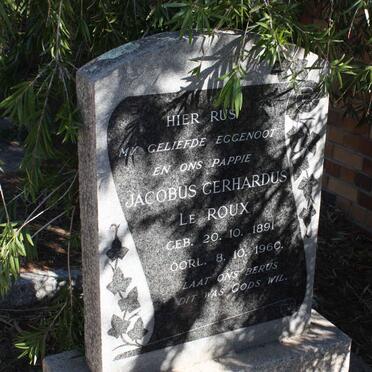 HIER RUS
MY GELIEFDE EGGENOOT
EN ONS PAPPIE
JACOBUS GERHARDUS
LE ROUX
GEB. 20. 10. 1891
OORL. 8. 10. 1960.
LAAT ONS BERUS
DIT WAS GODS WIL.